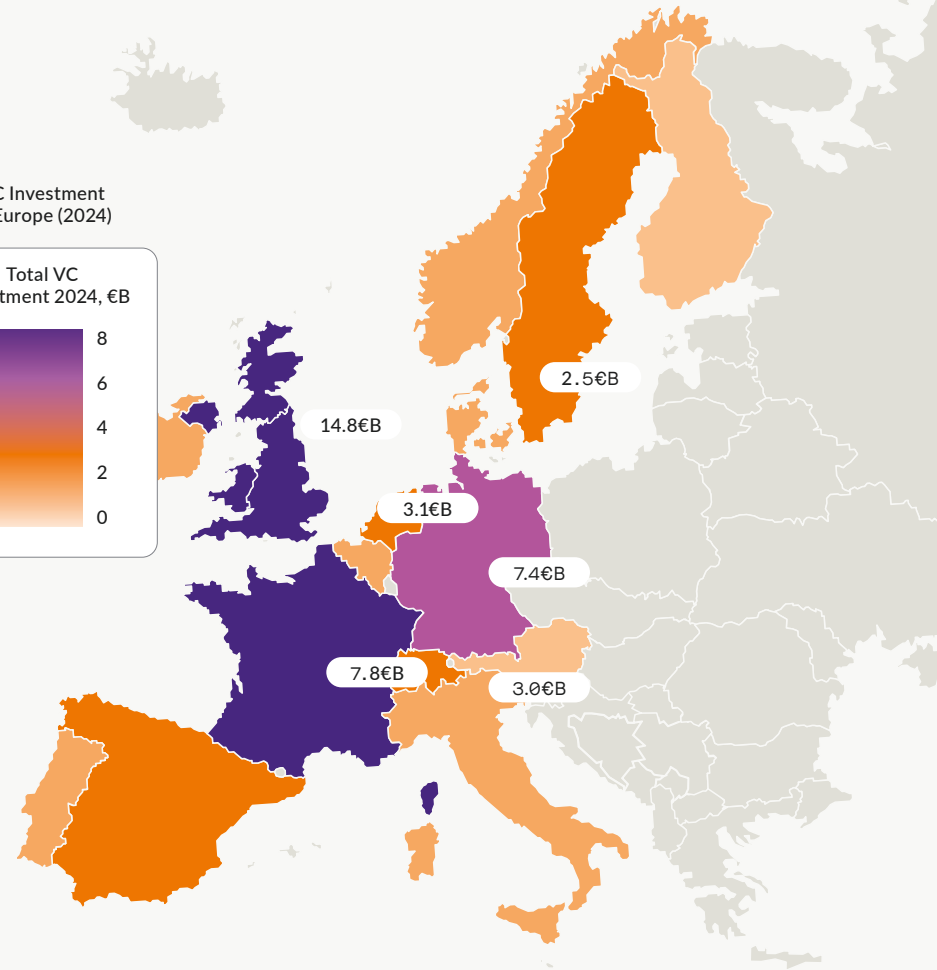 C Investment
Europe (2024)
Total VC
tment 2024, €B
8
6
4
2
0
2.5€B
14.8€B
3.1€B
7.4€B
7.8€B
3.0€B